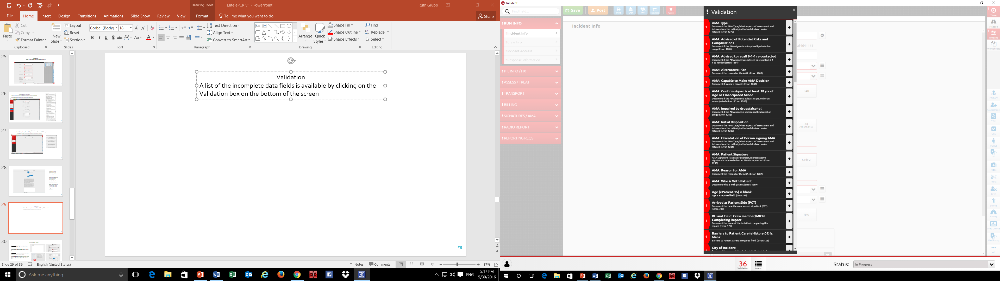 Drawing Tools
Elite ePCR V1 - PowerPoint
Ruth Grubb
File Home Insert Design Transitions Animations Slide Show Review View Format Tell me what you want to do
Share
Paste
Cut
Copy
Format Painter
Clipboard
New Slide
Layout
Reset
Section
Slides
Corbel (Body) 18
B I U S abc AV Aa A
Font
Text Direction
Align Text
Convert to SmartArt
Paragraph
Arrange
Quick Styles
Shape Fill
Shape Outline
Shape Effects
Drawing
Find
Replace
Select
Editing
25
26
27
28
29
30
Validation
A list of the incomplete data fields is available by clicking on the
Validation box on the bottom of the screen
29
Slide 29 of 36
English (United States)
Notes
Comments
87%
Ask me anything
ENG
5:17 PM
5/30/2016
Incident
Find field...
Save
Post
Print
CAD
Transfers
Close
! RUN INFO
! Incident Info
! Crew Info
! Incident Address
! Response Information
! PT. INFO / HX
! ASSESS / TREAT
! TRANSPORT
! BILLING
! SIGNATURES / AMA
! RADIO REPORT
! REPORTING REQS
Incident Info
! Validation
1 AMA Type
Document the AMA Type/What aspects of assessment and
interventions the patient/authorized decision maker
refused (Error: 1279)
1 AMA: Advised of Potential Risks and
Complications
Document if the AMA signer is unimpaired by alcohol or
drugs (Error: 1285)
1 AMA: Advised to recall 9-1-1 re-contacted
Document if the AMA signer was advised to re-contact 9-1-
1 as needed (Error: 1284)
1 AMA: Alternative Plan
Document the reason for the AMA. (Error: 1288)
1 AMA: Capable to Make AMA Desicion
Document if signer is capable (Error: 1283)
1 AMA: Confirm signer is at least 18 yrs of
Age or Emancipated Minor
Document if the AMA signer is at least 18 yrs. old or an
emancipated minor. (Error: 1286)
1 AMA: Impaired by drugs/alcohol
Document it the AMA signer is unimpaired by alcohol or
drugs (Error: 1282)
1 AMA: Initial Disposition
Document the AMA Type/What aspects of assessment and
interventions the patient/authorized decision maker
refused (Error: 1280)
1 AMA: Orientation of Person signing AMA
Document the AMA Type/What aspects of assessment and
interventions the patient/authorized decision maker
refused (Error: 1281)
1 AMA: Patient Signature
AMA Signature: Patient or guardian/representative
signature is required when an AMA is requested. (Error:
1290)
1 AMA: Reason for AMA
Document the reason for the AMA. (Error: 1287)
1 AMA: Who is With Patient
Document who is with patient (Error: 1289)
1 Age (ePatient.15) is blank.
Age is a required field. (Error: 97)
1 Arrived at Patient Side (PCT)
Document the time the crew arrived at patient (PCT).
(Error: 703)
1 BH and Field: Crew member/MICN
Completing Report
Document the name of the individual completing this
report. (Error: 178)
1 Barriers to Patient Care (eHistory.01) is
blank.
Barriers to Patient Care is a required field. (Error: 126)
City of Incident
af4641161
PAU
Air
Ambulance
Code 2
N/A
Times
Mileage
Timeline
Worksheets
Primary
Vital
GCS
Stroke
Airway
36
Validation
Menu
Status:
In Progress